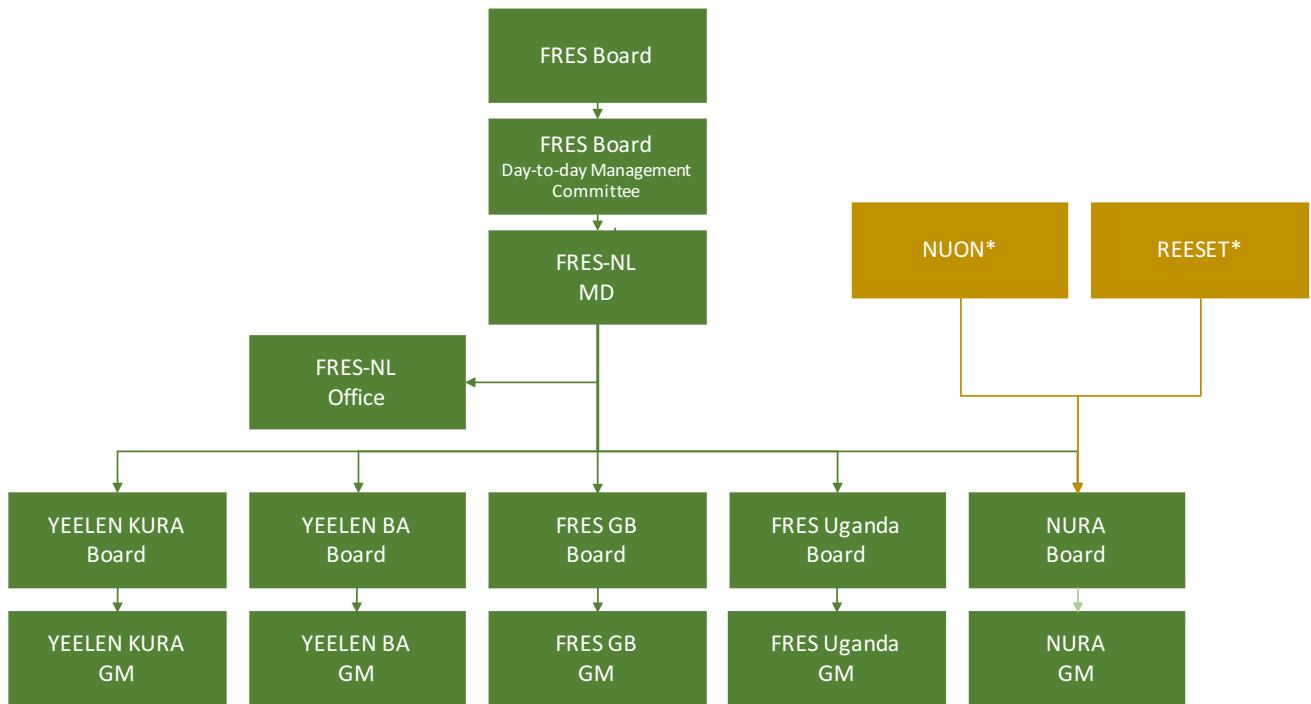 FRES Board
FRES Board
Day-to-day Management
Committee
FRES-NL
MD
NUON*
REESET*
FRES-NL
Office
YEELEN KURA
Board
YEELEN BA
Board
FRES GB
Board
FRES Uganda
Board
NURA
Board
YEELEN KURA
GM
YEELEN BA
GM
FRES GB
GM
FRES Uganda
GM
NURA
GM